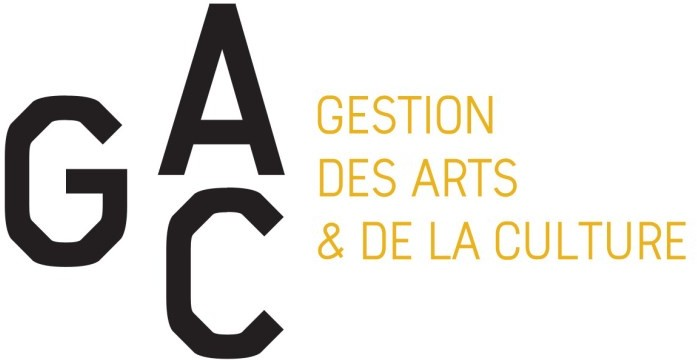 GAC
GESTION
DES ARTS
& DE LA CULTURE